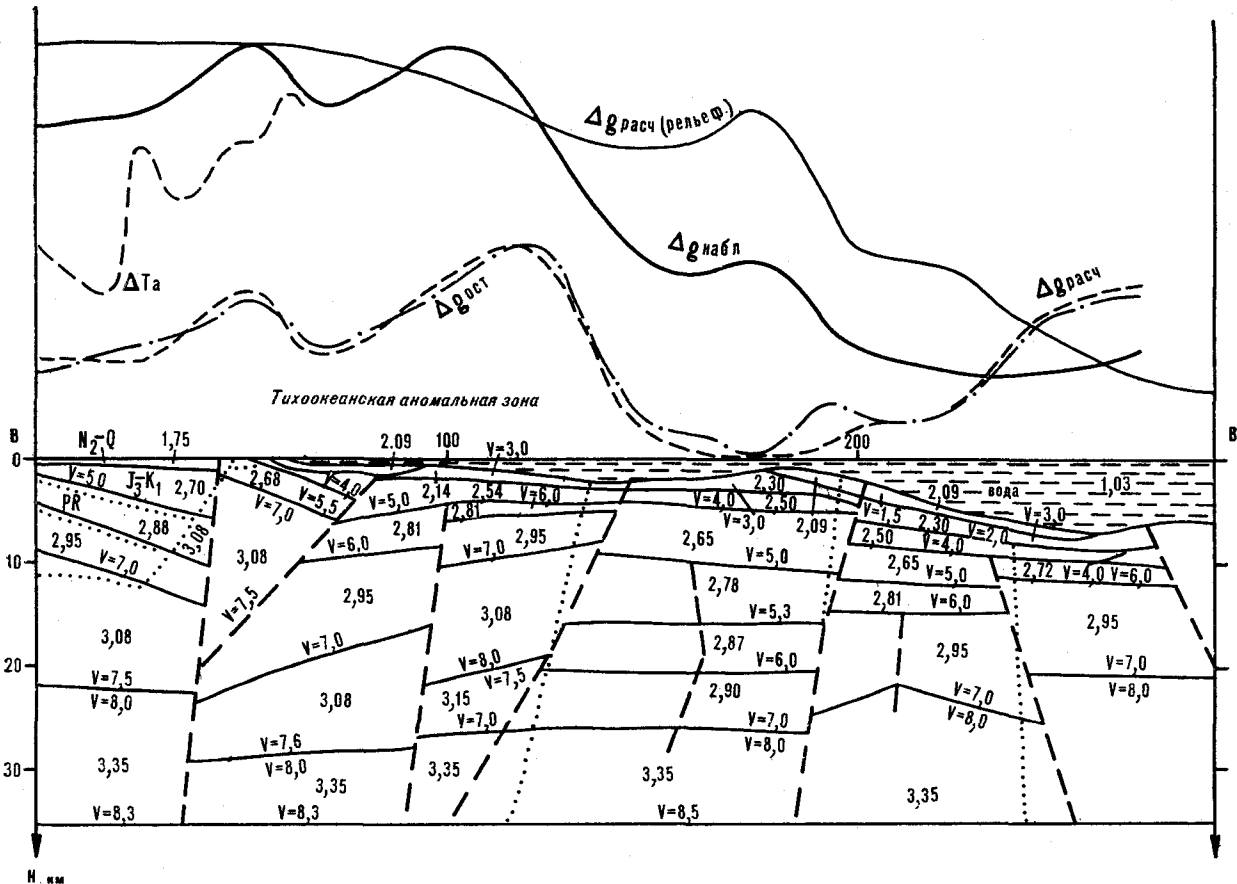 Δg расч (рельеф.)
Δg набл
Δg расч
ΔTa
Δg ост
Тихоокеанская аномальная зона
В
В
N₂-Q
1,75
2.09
100
V=3,0
200
0
V=5,0
J₃-K₁
2,70
2,68
V=4,0
V=5,5
V=7,0
V=5,0
2,14
2,54
V=6,0
2,30
V=4,0
2,50
V=3,0
2,09
V=1,5
2,09
вода
1,03
2,30
V=2,0
V=3,0
PR
2,88
3,08
2,81
2,81
2,50
V=4,0
2,95
V=7,0
10
3,08
V=6,0
V=7,0
2,95
2,65
V=5,0
2,65
V=5,0
2,72
V=4,0
V=6,0
V=7,5
2,95
3,08
2,78
V=5,3
2,81
V=6,0
2,95
3,08
V=7,0
V=8,0
V=7,5
2,87
V=6,0
2,95
V=7,0
V=8,0
20
V=7,5
V=8,0
3,08
3,15
V=7,0
2,90
V=7,0
V=8,0
V=7,0
V=8,0
V=7,6
V=8,0
30
3,35
3,35
3,35
3,35
3,35
V=8,3
V=8,3
V=8,5
Н, км